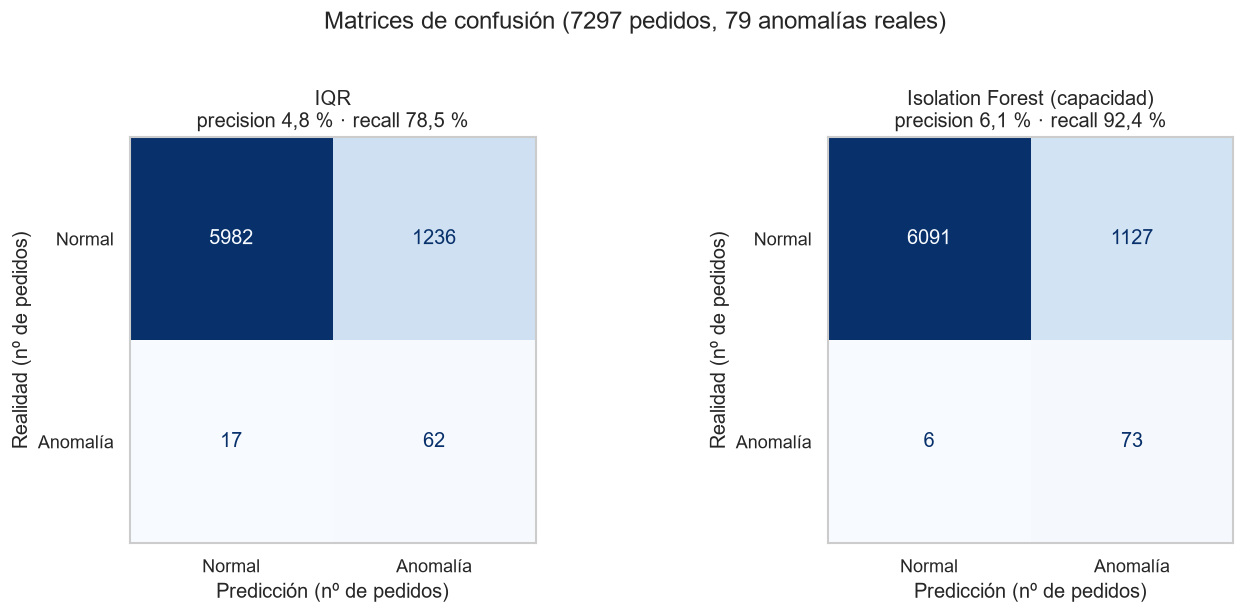 Matrices de confusión (7297 pedidos, 79 anomalías reales)
IQR
precision 4,8 % · recall 78,5 %
Realidad (nº de pedidos)
Normal
5982
1236
Anomalía
17
62
Normal
Anomalía
Predicción (nº de pedidos)
Isolation Forest (capacidad)
precision 6,1 % · recall 92,4 %
Realidad (nº de pedidos)
Normal
6091
1127
Anomalía
6
73
Normal
Anomalía
Predicción (nº de pedidos)